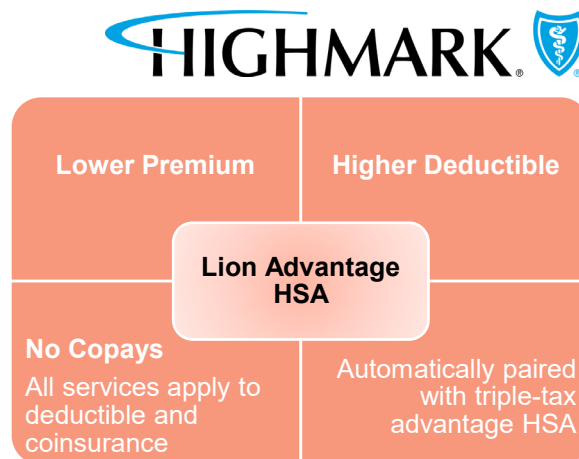 HIGHMARK®
Lower Premium
Higher Deductible
Lion Advantage
HSA
No Copays
All services apply to
deductible and
coinsurance
Automatically paired
with triple-tax
advantage HSA